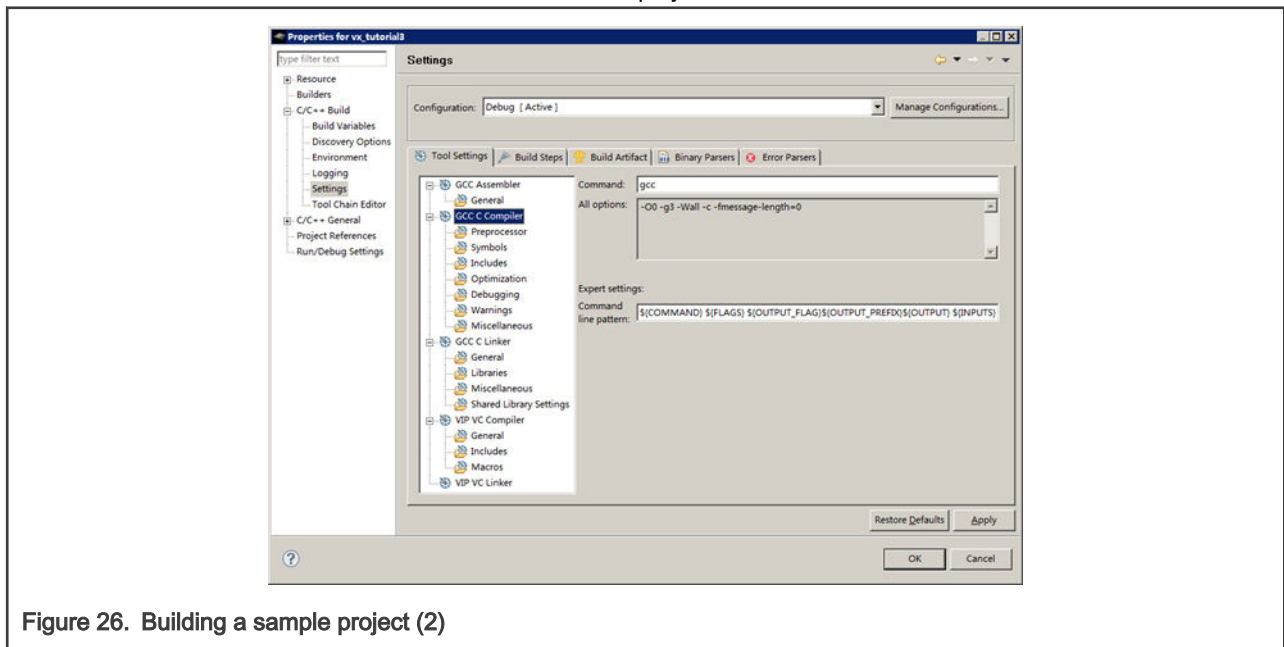 Properties for vx_tutorial3
type filter text
Settings
Resource
Builders
C/C++ Build
Build Variables
Discovery Options
Environment
Logging
Settings
Tool Chain Editor
C/C++ General
Project References
Run/Debug Settings
Configuration: Debug [ Active ]
Manage Configurations...
Tool Settings Build Steps Build Artifact Binary Parsers Error Parsers
GCC Assembler
General
GCC C Compiler
Preprocessor
Symbols
Includes
Optimization
Debugging
Warnings
Miscellaneous
GCC C Linker
General
Libraries
Miscellaneous
Shared Library Settings
VIP VC Compiler
General
Includes
Macros
VIP VC Linker
Command: gcc
All options: -O0 -g3 -Wall -c -fmessage-length=0
Expert settings:
Command
line pattern: ${COMMAND} ${FLAGS} ${OUTPUT_FLAG}${OUTPUT_PREFIX}${OUTPUT} ${INPUTS}
Restore Defaults Apply
OK Cancel
Figure 26. Building a sample project (2)